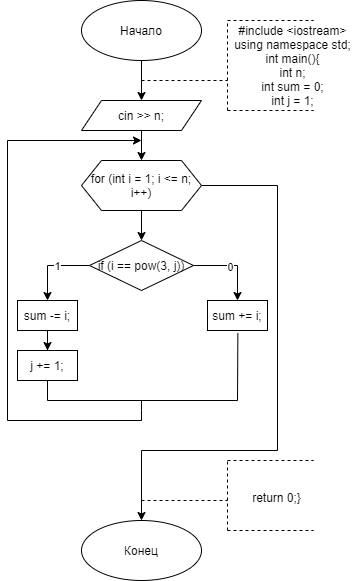 Начало
#include <iostream>
using namespace std;
int main(){
int n;
int sum = 0;
int j = 1;
cin >> n;
for (int i = 1; i <= n;
i++)
if (i == pow(3, j))
1
0
sum -= i;
sum += i;
j += 1;
return 0;}
Конец